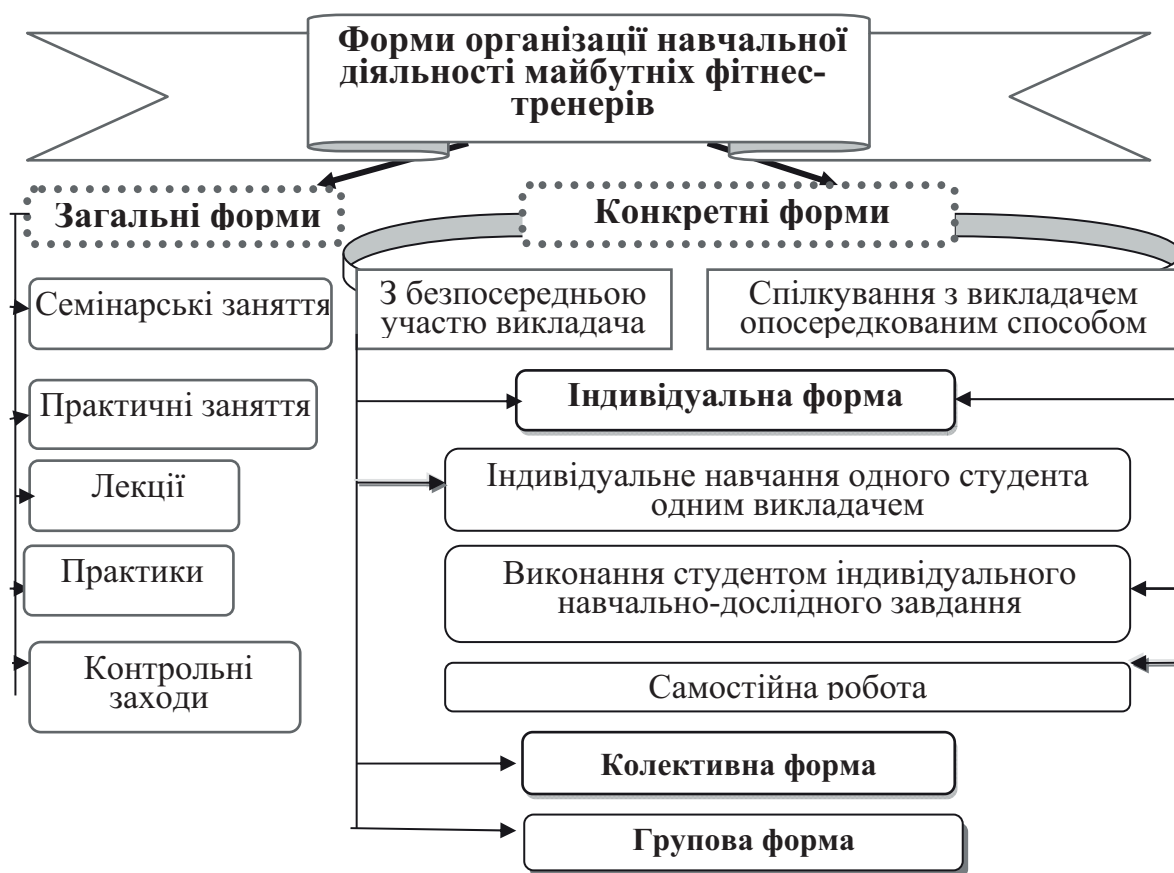 Форми організації навчальної
діяльності майбутніх фітнес-
тренерів
Загальні форми
Конкретні форми
Семінарські заняття
Практичні заняття
Лекції
Практики
Контрольні
заходи
З безпосередньою
участю викладача
Спілкування з викладачем
опосередкованим способом
Індивідуальна форма
Індивідуальне навчання одного студента
одним викладачем
Виконання студентом індивідуального
навчально-дослідного завдання
Самостійна робота
Колективна форма
Групова форма